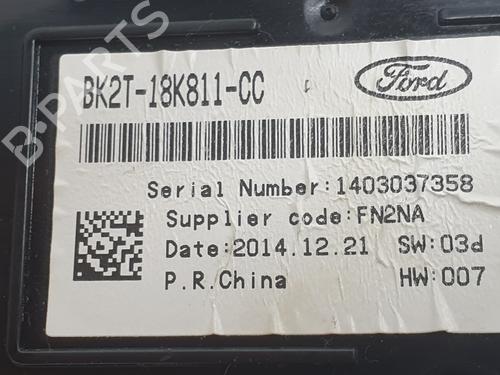 BK2T-18K811-CC
Ford
Serial Number:1403037358
Supplier code:FN2NA
Date:2014.12.21 SW:03d
P.R.China HW:007
B-PARTS